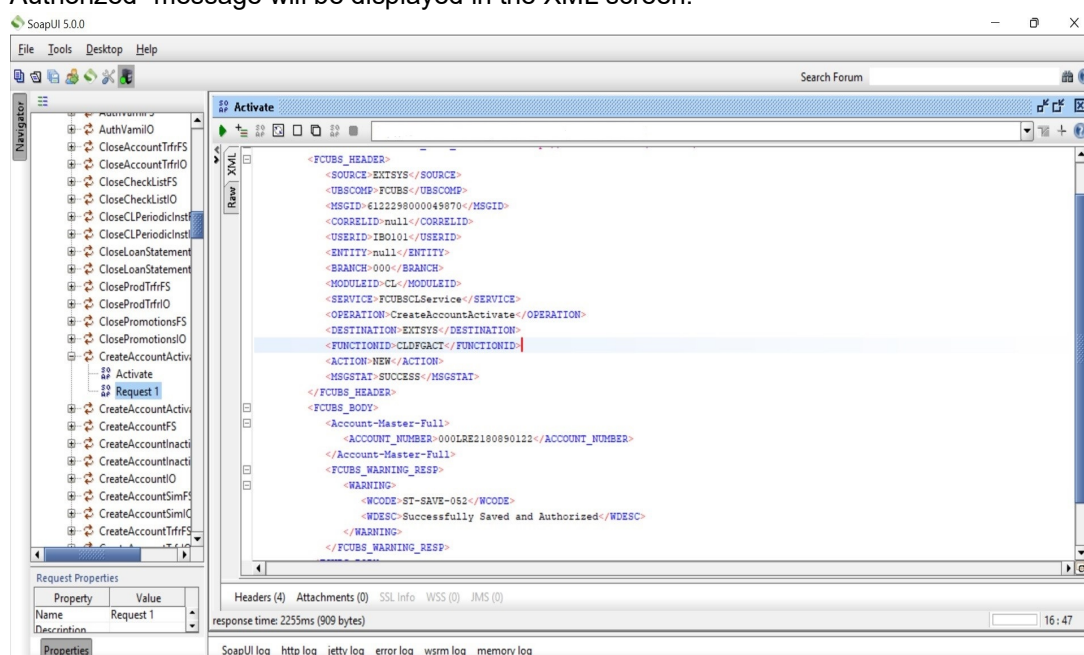 Authorized" message will be displayed in the XML screen.
SoapUI 5.0.0
File Tools Desktop Help
Search Forum
Navigator
AuthVamiIO
CloseAccountTfrFS
CloseAccountTrfrIO
CloseCheckListFS
CloseCheckListIO
CloseCLPeriodicInst
CloseCLPeriodicInst
CloseLoanStatement
CloseLoanStatement
CloseProdTrfrFS
CloseProdTfrIO
ClosePromotionsFS
ClosePromotionsIO
CreateAccountActiva
Activate
Request 1
CreateAccountActiva
CreateAccountFS
CreateAccountInacti
CreateAccountInacti
CreateAccountIO
CreateAccountSimFS
CreateAccountSimIO
CreateAccountTrfrFS
Request Properties
Property Value
Name Request 1
Description
Properties
Activate
XML
Raw
<FCUBS_HEADER>
<SOURCE>EXTSYS</SOURCE>
<UBSCOMP>FCUBS</UBSCOMP>
<MSGID>6122298000049870</MSGID>
<CORRELID>null</CORRELID>
<USERID>IBO101</USERID>
<ENTITY>null</ENTITY>
<BRANCH>000</BRANCH>
<MODULEID>CL</MODULEID>
<SERVICE>FCUBSCLService</SERVICE>
<OPERATION>CreateAccountActivate</OPERATION>
<DESTINATION>EXTSYS</DESTINATION>
<FUNCTIONID>CLDFGACT</FUNCTIONID>
<ACTION>NEW</ACTION>
<MSGSTAT>SUCCESS</MSGSTAT>
</FCUBS_HEADER>
<FCUBS_BODY>
<Account-Master-Full>
<ACCOUNT_NUMBER>000LRE2180890122</ACCOUNT_NUMBER>
</Account-Master-Full>
<FCUBS_WARNING_RESP>
<WARNING>
<WCODE>ST-SAVE-052</WCODE>
<WDESC>Successfully Saved and Authorized</WDESC>
</WARNING>
</FCUBS_WARNING_RESP>
Headers (4) Attachments (0) SSL Info WSS (0) JMS (0)
response time: 2255ms (909 bytes)
16:47
SoapUI log http log jetty log error log wsrm log memory log